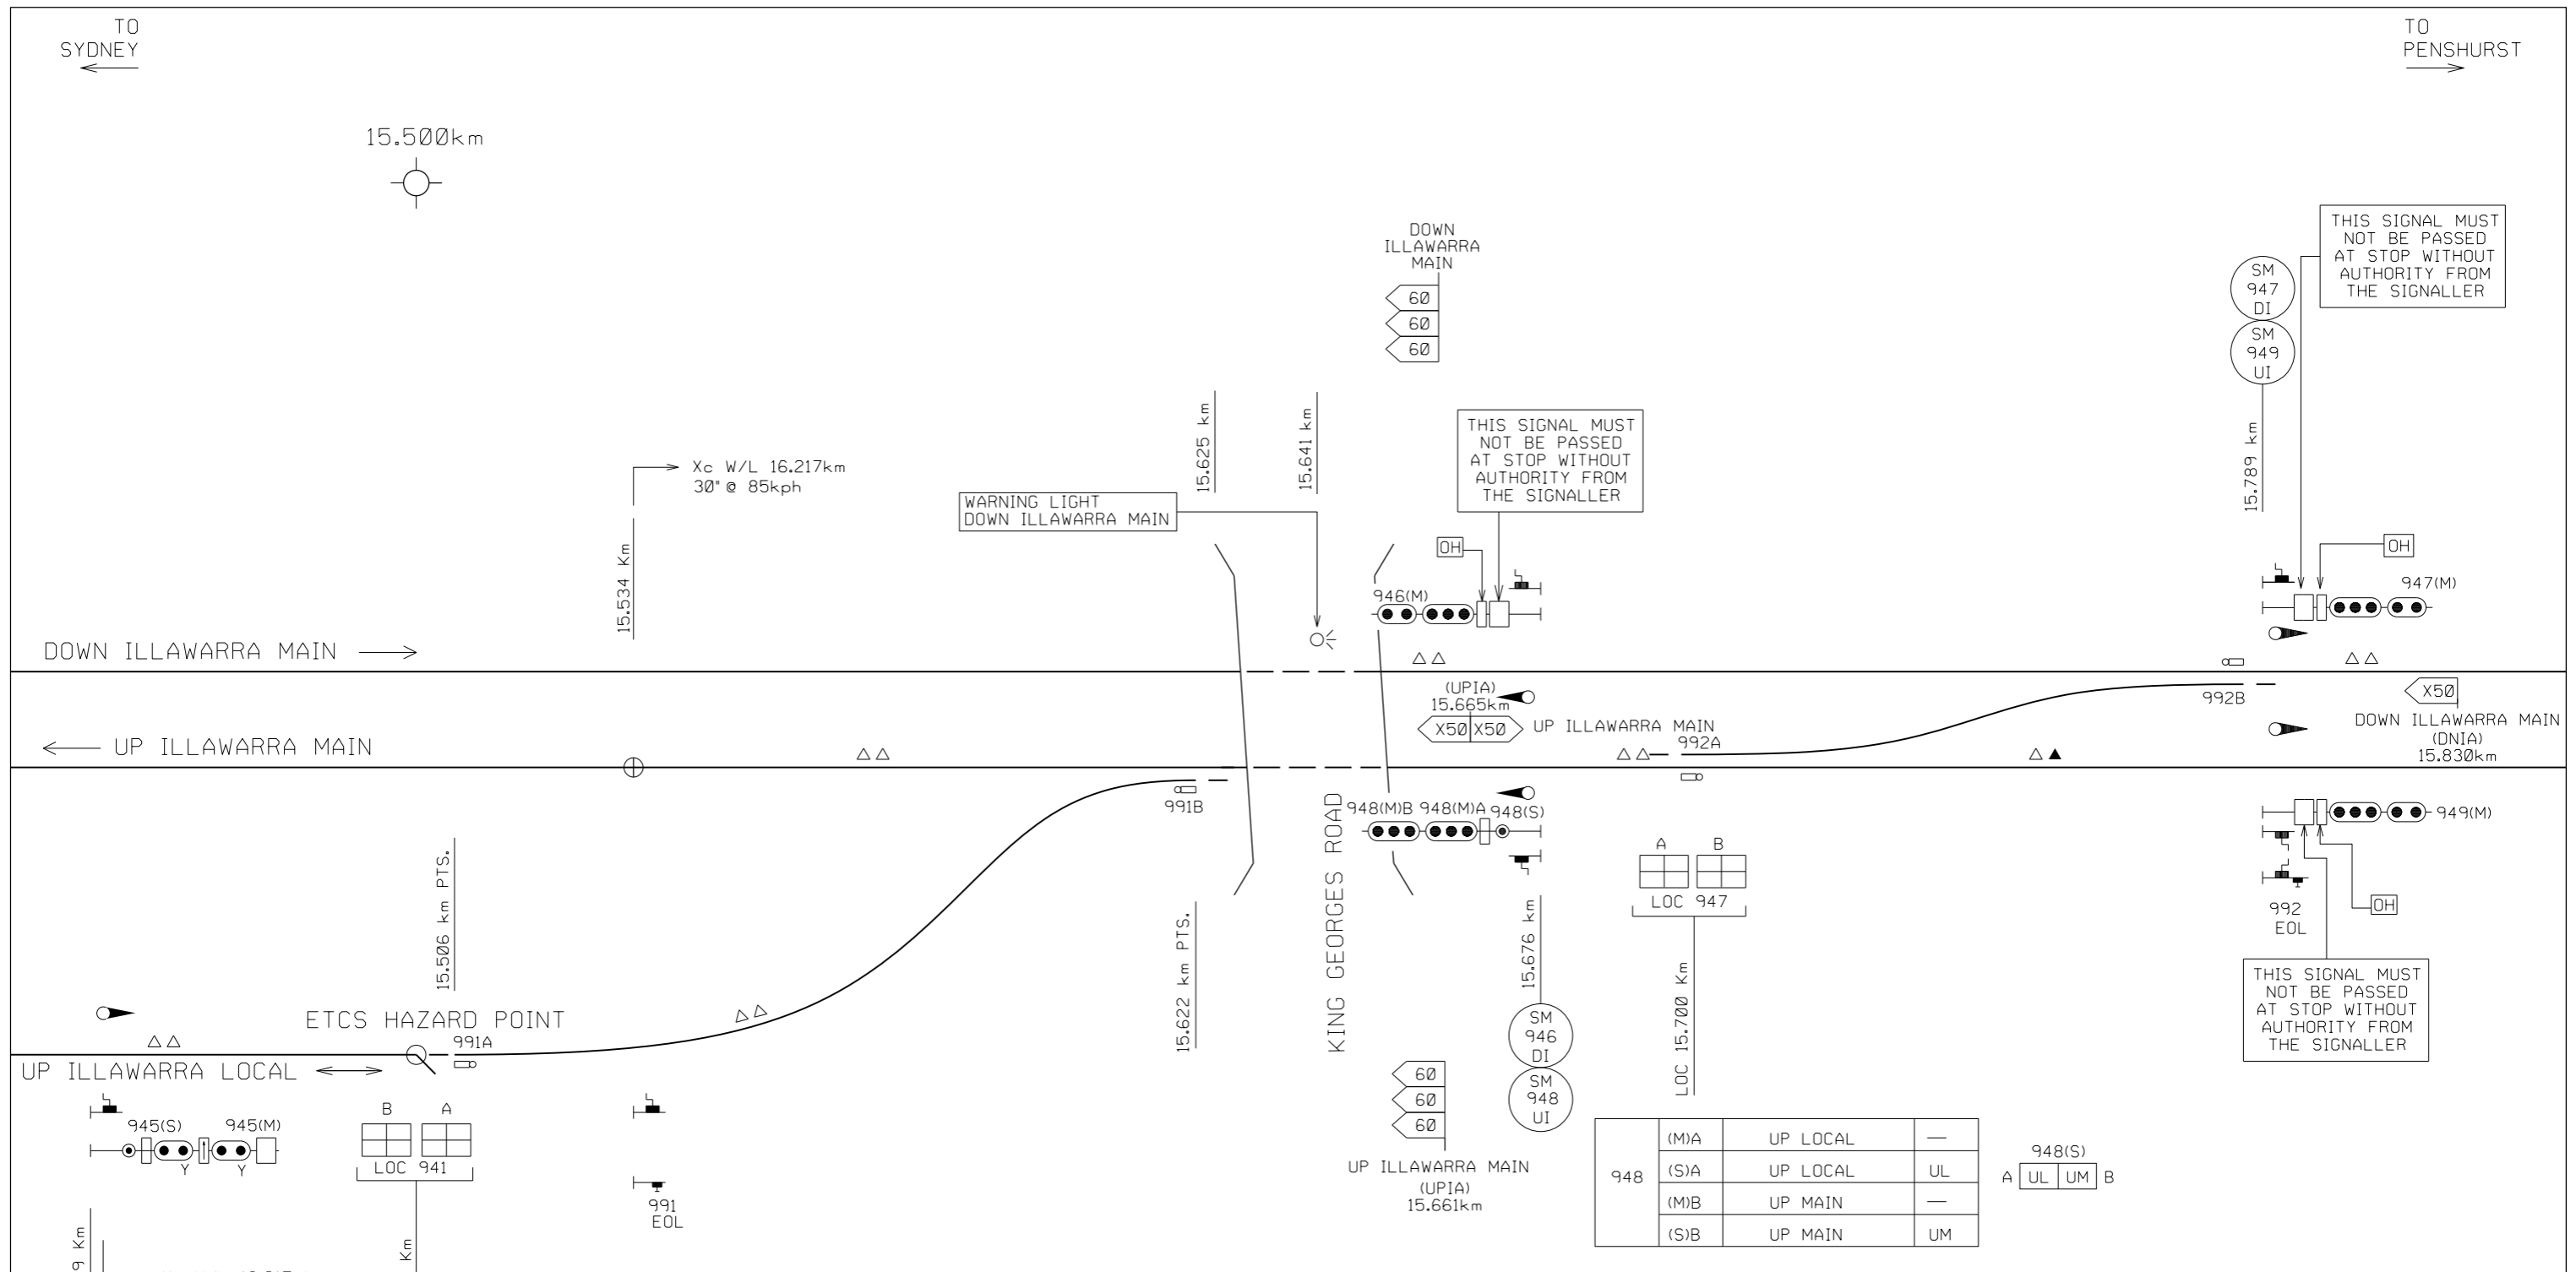 TO
SYDNEY
TO
PENSHURST
15.500km
DOWN
ILLAWARRA
MAIN
60
60
60
THIS SIGNAL MUST
NOT BE PASSED
AT STOP WITHOUT
AUTHORITY FROM
THE SIGNALLER
SM
947
DI
SM
949
UI
15.789 km
15.625 km
15.641 km
THIS SIGNAL MUST
NOT BE PASSED
AT STOP WITHOUT
AUTHORITY FROM
THE SIGNALLER
Xc W/L 16.217km
30" @ 85kph
WARNING LIGHT
DOWN ILLAWARRA MAIN
15.534 Km
OH
OH
946(M)
947(M)
DOWN ILLAWARRA MAIN
(UPIA)
15.665km
X50 X50
UP ILLAWARRA MAIN
992A
992B
X50
DOWN ILLAWARRA MAIN
(DNIA)
15.830km
UP ILLAWARRA MAIN
991B
KING GEORGES ROAD
948(M)B 948(M)A 948(S)
949(M)
15.506 km PTS.
15.622 km PTS.
15.676 km
A B
LOC 947
LOC 15.700 Km
992
EOL
OH
THIS SIGNAL MUST
NOT BE PASSED
AT STOP WITHOUT
AUTHORITY FROM
THE SIGNALLER
ETCS HAZARD POINT
991A
UP ILLAWARRA LOCAL
SM
946
DI
SM
948
UI
945(S) 945(M)
Y Y
B A
LOC 941
991
EOL
60
60
60
UP ILLAWARRA MAIN
(UPIA)
15.661km
948
(M)A UP LOCAL —
(S)A UP LOCAL UL
(M)B UP MAIN —
(S)B UP MAIN UM
948(S)
A UL UM B
9 Km
Km